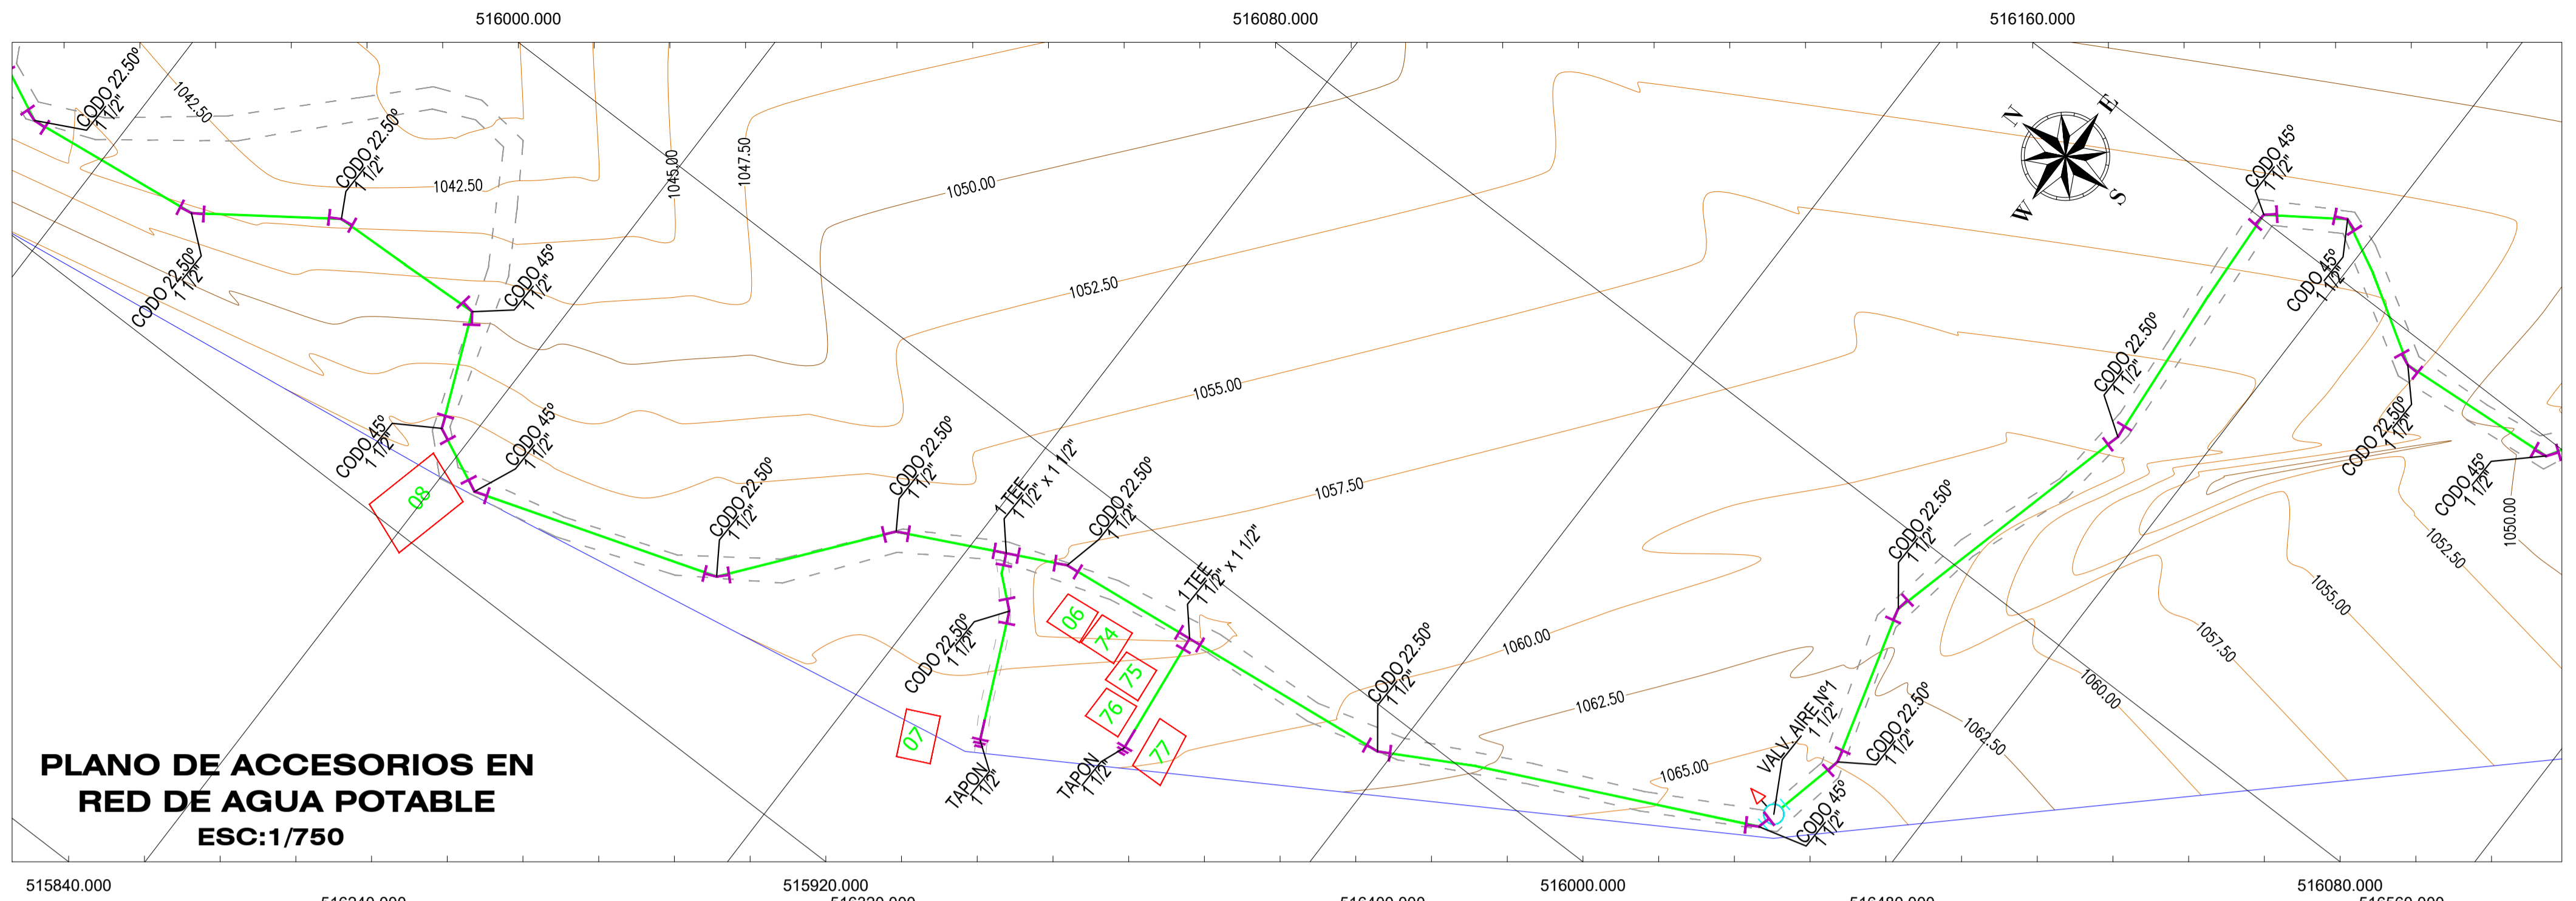 516000.000
516080.000
516160.000
CODO 22.50º
1 1/2"
1042.50
CODO 22.50º
1 1/2"
1042.50
1045.00
1047.50
1050.00
N
E
W
S
CODO 45º
1 1/2"
CODO 22.50º
1 1/2"
CODO 45º
1 1/2"
1052.50
CODO 45º
1 1/2"
CODO 22.50º
1 1/2"
1055.00
CODO 45º
1 1/2"
CODO 45º
1 1/2"
08
CODO 22.50º
1 1/2"
CODO 22.50º
1 1/2"
1 TEE
1 1/2" x 1 1/2"
CODO 22.50º
1 1/2"
1057.50
CODO 22.50º
1 1/2"
CODO 22.50º
1 1/2"
CODO 45º
1 1/2"
1050.00
1052.50
1055.00
1057.50
1060.00
1062.50
1 TEE
1 1/2" x 1 1/2"
CODO 22.50º
1 1/2"
06
74
75
76
77
07
CODO 22.50º
1 1/2"
1060.00
1062.50
1065.00
VALV. AIRE Nº1
1 1/2"
CODO 22.50º
1 1/2"
CODO 45º
1 1/2"
TAPON
1 1/2"
TAPON
1 1/2"
PLANO DE ACCESORIOS EN
RED DE AGUA POTABLE
ESC:1/750
515840.000
515920.000
516000.000
516080.000
516240.000
516320.000
516400.000
516480.000
516560.000